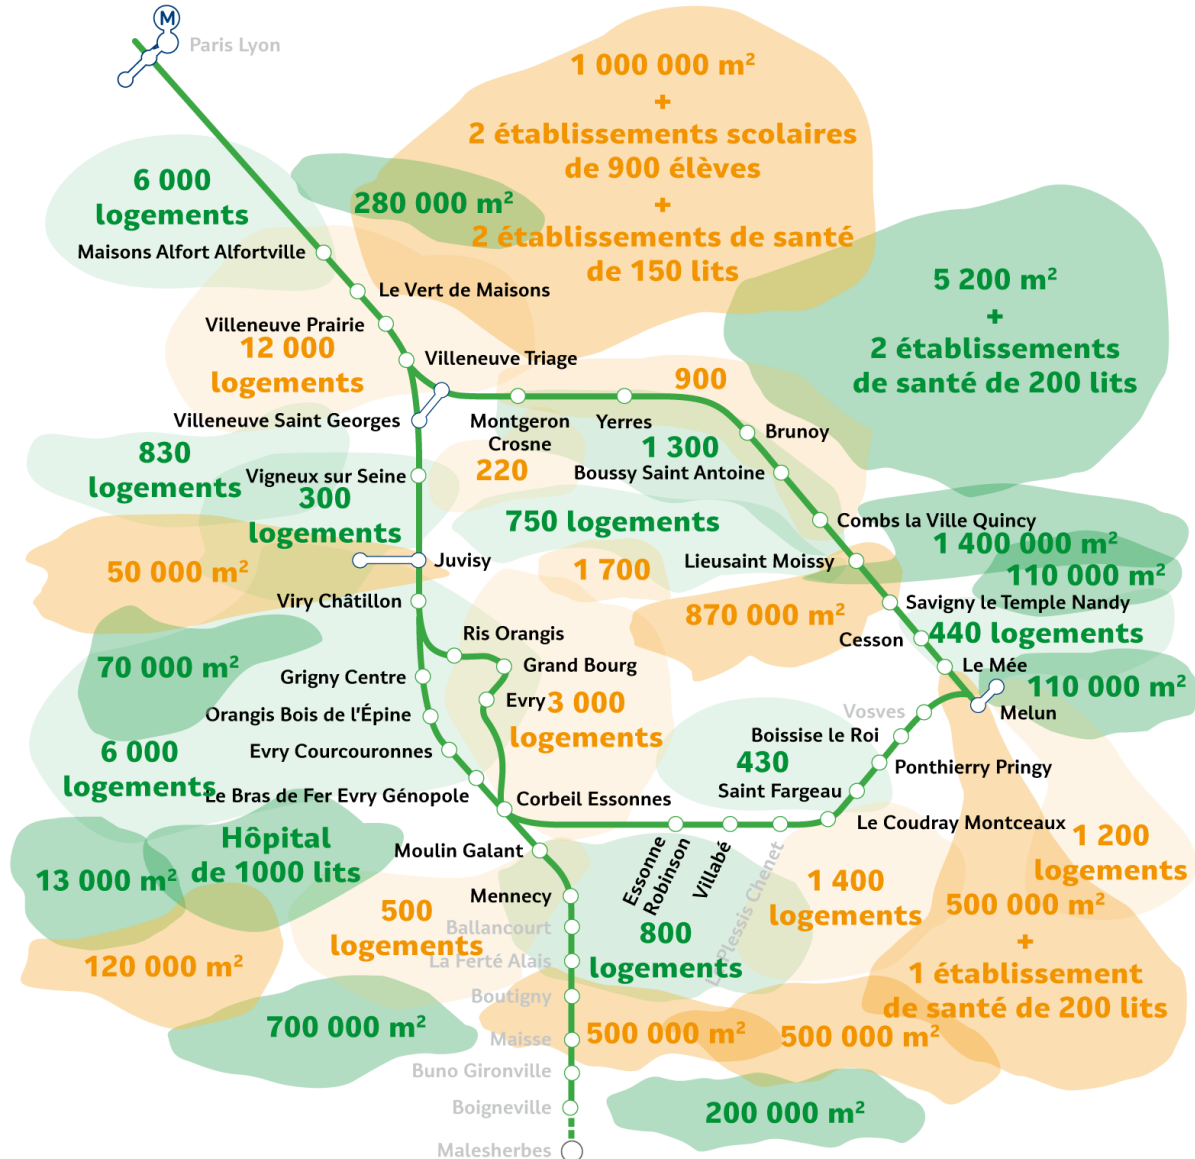 M
Paris Lyon
1 000 000 m²
+
2 établissements scolaires
de 900 élèves
+
2 établissements de santé
de 150 lits
6 000
logements
280 000 m²
Maisons Alfort Alfortville
5 200 m²
+
2 établissements
de santé de 200 lits
Le Vert de Maisons
Villeneuve Prairie
12 000
logements
Villeneuve Triage
900
Villeneuve Saint Georges
Montgeron
Crosne
Yerres
Brunoy
830
logements
1 300
Vigneux sur Seine
220
Boussy Saint Antoine
300
logements
750 logements
Combs la Ville Quincy
1 400 000 m²
50 000 m²
Juvisy
1 700
Lieusaint Moissy
110 000 m²
Viry Châtillon
870 000 m²
Savigny le Temple Nandy
Ris Orangis
Cesson
440 logements
70 000 m²
Grand Bourg
Le Mée
Grigny Centre
110 000 m²
Evry
3 000
logements
Orangis Bois de l'Épine
Vosves
Melun
6 000
logements
Evry Courcouronnes
Boissise le Roi
430
Ponthierry Pringy
Le Bras de Fer Evry Génopole
Corbeil Essonnes
Saint Fargeau
Le Coudray Montceaux
Hôpital
de 1000 lits
Moulin Galant
Essonne
Robinson
Villabé
Le Plessis Chenet
1 200
logements
13 000 m²
Mennecy
1 400
logements
500
logements
Ballancourt
800
logements
500 000 m²
+
1 établissement
de santé de 200 lits
120 000 m²
La Ferté Alais
Boutigny
700 000 m²
Maisse
500 000 m²
500 000 m²
Buno Gironville
Boigneville
200 000 m²
Malesherbes